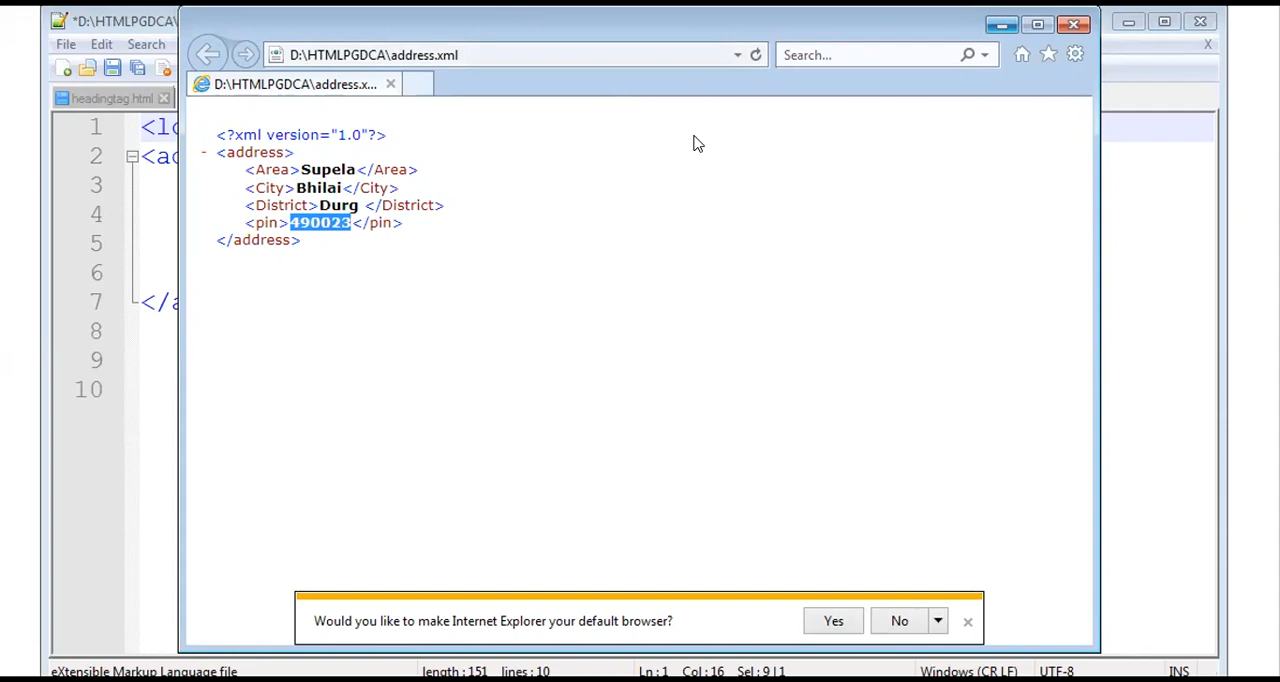 *D:\HTMLPGDCA\
File Edit Search
D:\HTMLPGDCA\address.xml
Search...
X
D:\HTMLPGDCA\address.x...
headingtag.html
1 <lo
2 <ad
3
4
5
6
7 </a
8
9
10
<?xml version="1.0"?>
- <address>
<Area>Supela</Area>
<City>Bhilai</City>
<District>Durg </District>
<pin>490023</pin>
</address>
Would you like to make Internet Explorer your default browser?
Yes
No
eXtensible Markup Language file
length : 151 lines : 10
Ln : 1 Col : 16 Sel : 9 | 1
Windows (CR LF)
UTF-8
INS